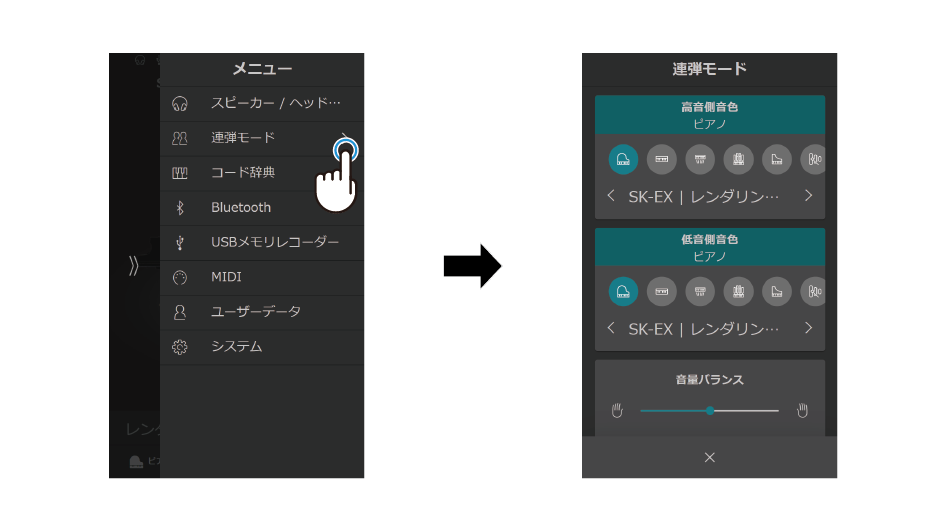 メニュー
スピーカー / ヘッド…
連弾モード
コード辞典
Bluetooth
USBメモリレコーダー
MIDI
ユーザーデータ
システム
レン
ピ
連弾モード
高音側音色
ピアノ
SK-EX | レンダリン…
低音側音色
ピアノ
SK-EX | レンダリン…
音量バランス